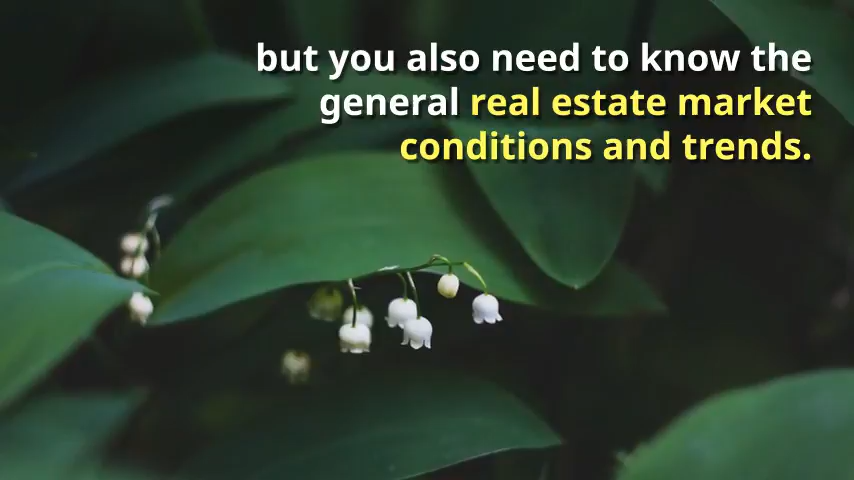 but you also need to know the
general real estate market
conditions and trends.